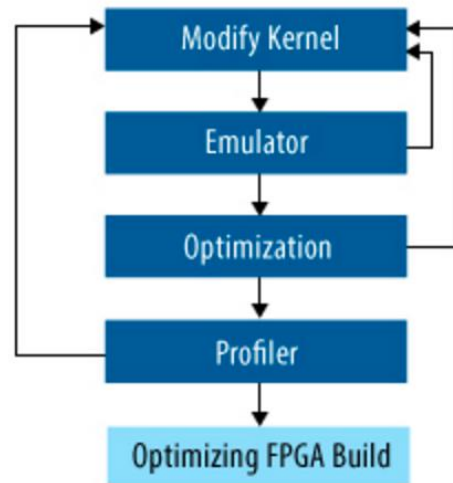 Modify Kernel
Emulator
Optimization
Profiler
Optimizing FPGA Build